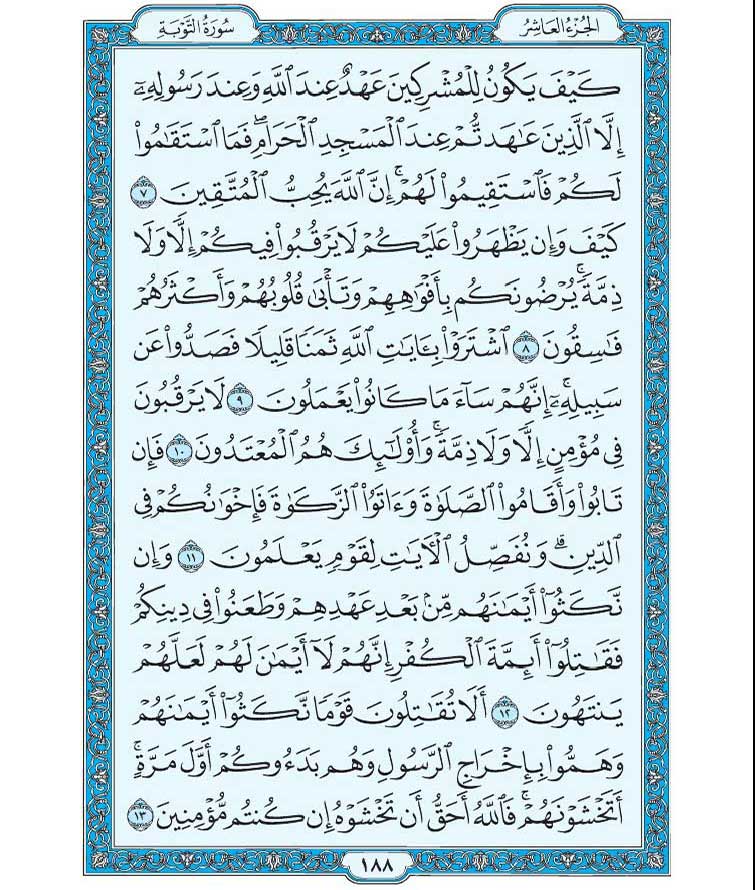 الجُزْءُ العَاشِرُ
سُورَةُ التَّوْبَةِ
كَيْفَ يَكُونُ لِلْمُشْرِكِينَ عَهْدٌ عِندَ ٱللَّهِ وَعِندَ رَسُولِهِۦٓ
إِلَّا ٱلَّذِينَ عَـٰهَدتُّمْ عِندَ ٱلْمَسْجِدِ ٱلْحَرَامِ ۖ فَمَا ٱسْتَقَـٰمُوا۟
لَكُمْ فَٱسْتَقِيمُوا۟ لَهُمْ ۚ إِنَّ ٱللَّهَ يُحِبُّ ٱلْمُتَّقِينَ ٧
كَيْفَ وَإِن يَظْهَرُوا۟ عَلَيْكُمْ لَا يَرْقُبُوا۟ فِيكُمْ إِلًّا وَلَا
ذِمَّةً ۚ يُرْضُونَكُم بِأَفْوَٰهِهِمْ وَتَأْبَىٰ قُلُوبُهُمْ وَأَكْثَرُهُمْ
فَـٰسِقُونَ ٨ ٱشْتَرَوْا۟ بِـَٔايَـٰتِ ٱللَّهِ ثَمَنًا قَلِيلًا فَصَدُّوا۟ عَن
سَبِيلِهِۦٓ ۚ إِنَّهُمْ سَآءَ مَا كَانُوا۟ يَعْمَلُونَ ٩ لَا يَرْقُبُونَ
فِى مُؤْمِنٍ إِلًّا وَلَا ذِمَّةً ۚ وَأُو۟لَـٰٓئِكَ هُمُ ٱلْمُعْتَدُونَ ١٠ فَإِن
تَابُوا۟ وَأَقَامُوا۟ ٱلصَّلَوٰةَ وَءَاتَوُا۟ ٱلزَّكَوٰةَ فَإِخْوَٰنُكُمْ فِى
ٱلدِّينِ ۗ وَنُفَصِّلُ ٱلْـَٔايَـٰتِ لِقَوْمٍ يَعْلَمُونَ ١١ وَإِن
نَّكَثُوٓا۟ أَيْمَـٰنَهُم مِّنۢ بَعْدِ عَهْدِهِمْ وَطَعَنُوا۟ فِى دِينِكُمْ
فَقَـٰتِلُوٓا۟ أَئِمَّةَ ٱلْكُفْرِ ۙ إِنَّهُمْ لَآ أَيْمَـٰنَ لَهُمْ لَعَلَّهُمْ
يَنتَهُونَ ١٢ أَلَا تُقَـٰتِلُونَ قَوْمًا نَّكَثُوٓا۟ أَيْمَـٰنَهُمْ
وَهَمُّوا۟ بِإِخْرَاجِ ٱلرَّسُولِ وَهُم بَدَءُوكُمْ أَوَّلَ مَرَّةٍ ۚ
أَتَخْشَوْنَهُمْ ۚ فَٱللَّهُ أَحَقُّ أَن تَخْشَوْهُ إِن كُنتُم مُّؤْمِنِينَ ١٣
١٨٨